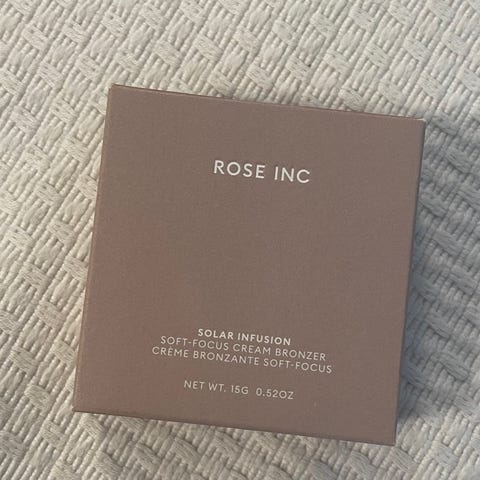 ROSE INC
SOLAR INFUSION
SOFT-FOCUS CREAM BRONZER
CRÈME BRONZANTE SOFT-FOCUS
NET WT. 15G 0.52OZ